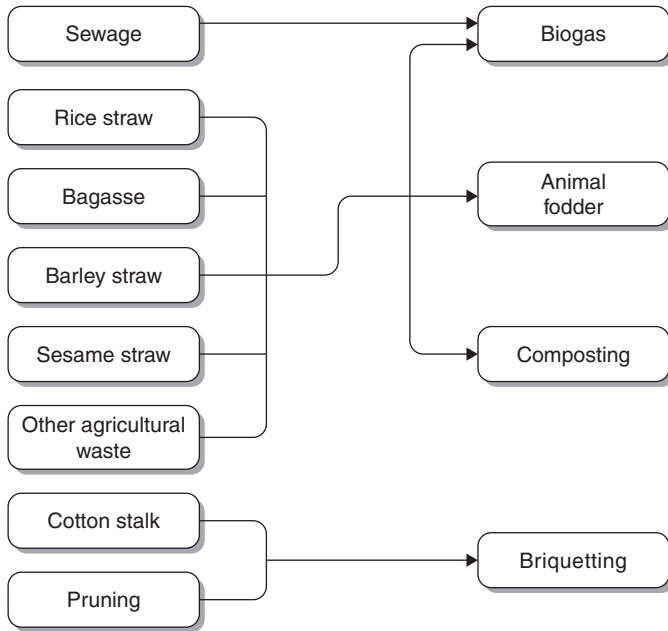 Sewage
Biogas
Rice straw
Bagasse
Animal
fodder
Barley straw
Sesame straw
Composting
Other agricultural
waste
Cotton stalk
Briquetting
Pruning